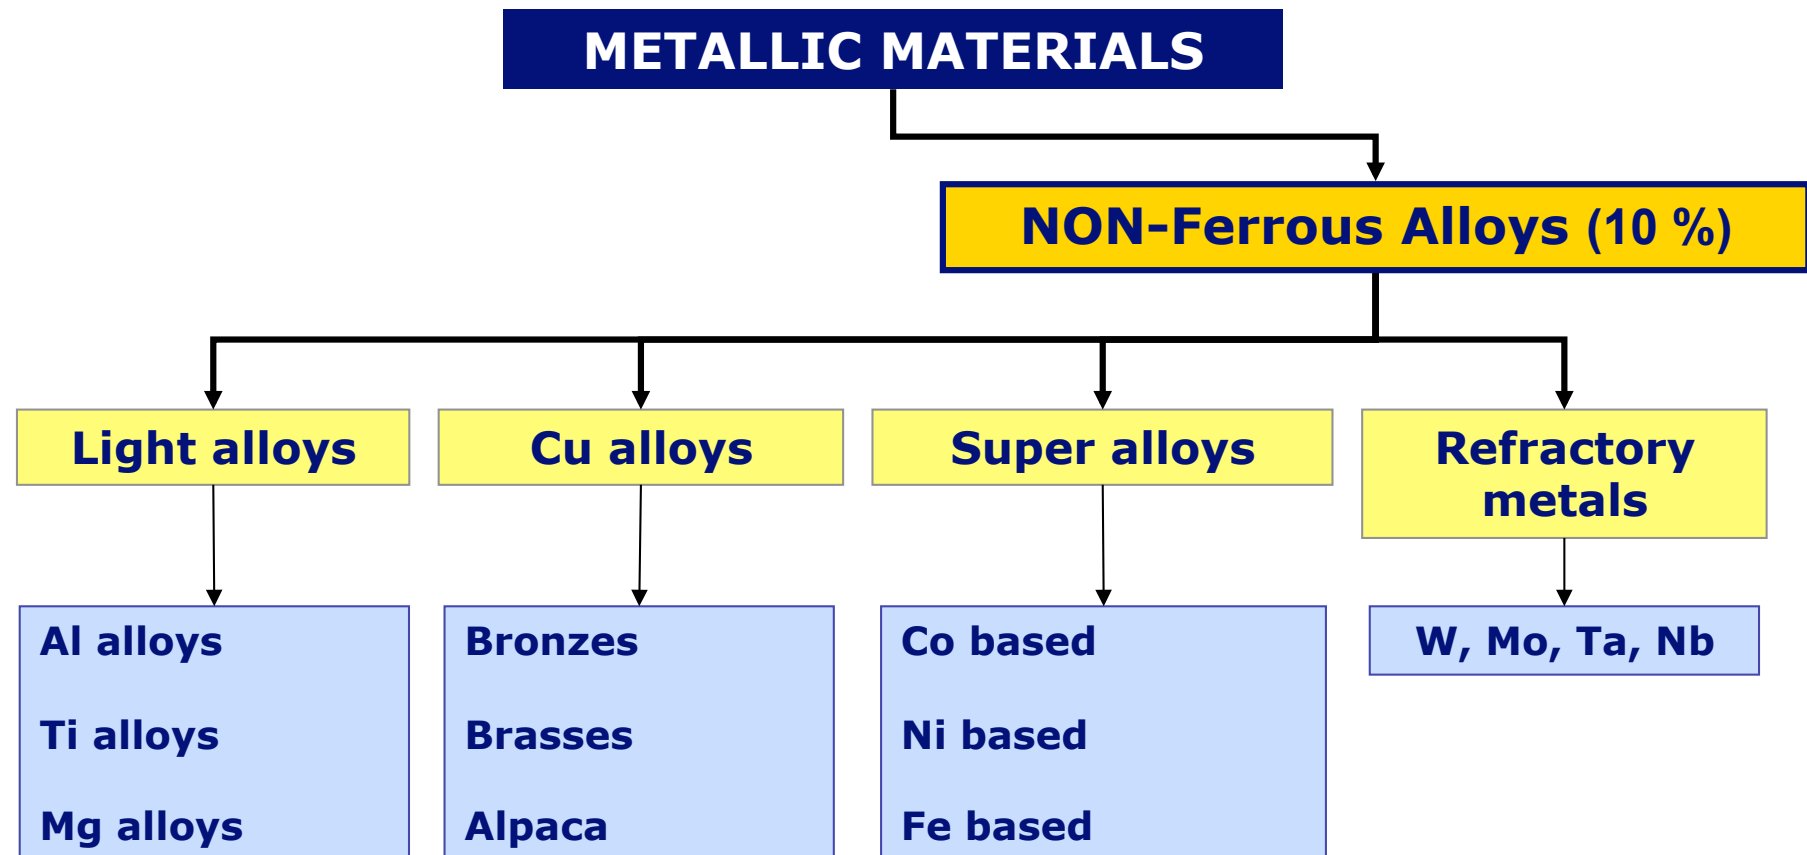 METALLIC MATERIALS
NON-Ferrous Alloys (10 %)
Light alloys
Cu alloys
Super alloys
Refractory
metals
Al alloys
Ti alloys
Mg alloys
Bronzes
Brasses
Alpaca
Co based
Ni based
Fe based
W, Mo, Ta, Nb